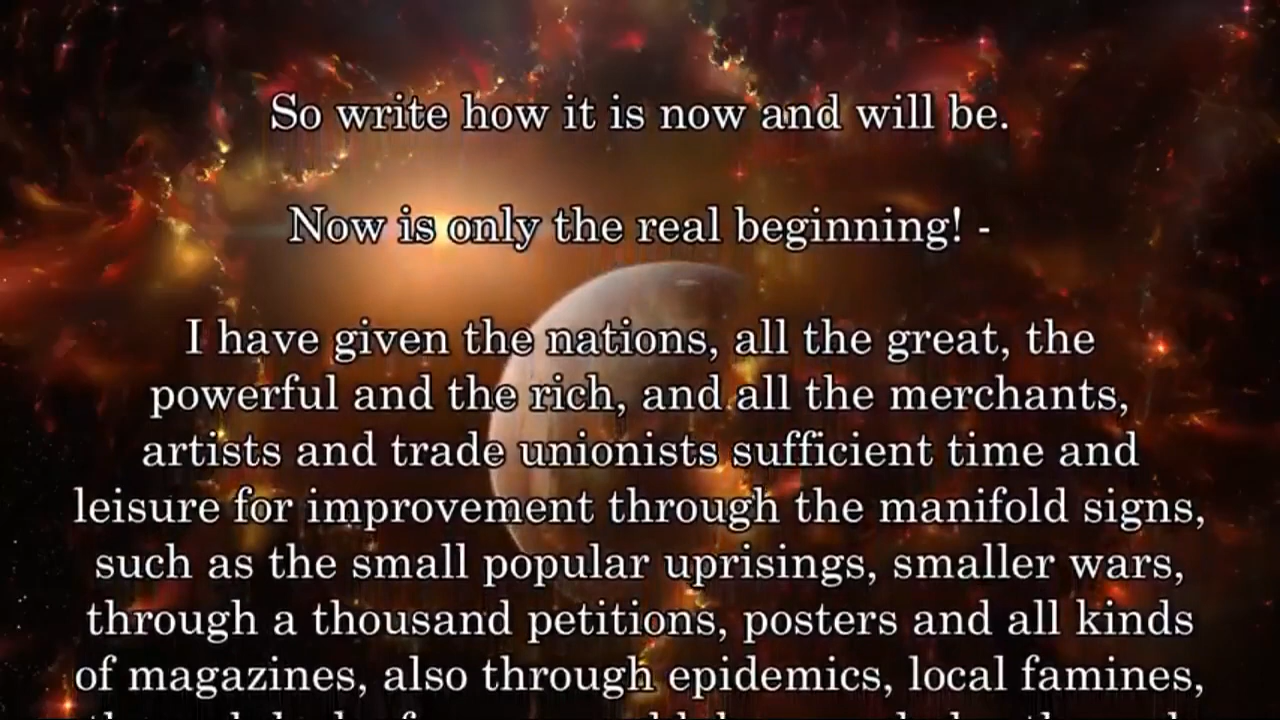 So write how it is now and will be.
Now is only the real beginning! -
I have given the nations, all the great, the
powerful and the rich, and all the merchants,
artists and trade unionists sufficient time and
leisure for improvement through the manifold signs,
such as the small popular uprisings, smaller wars,
through a thousand petitions, posters and all kinds
of magazines, also through epidemics, local famines,